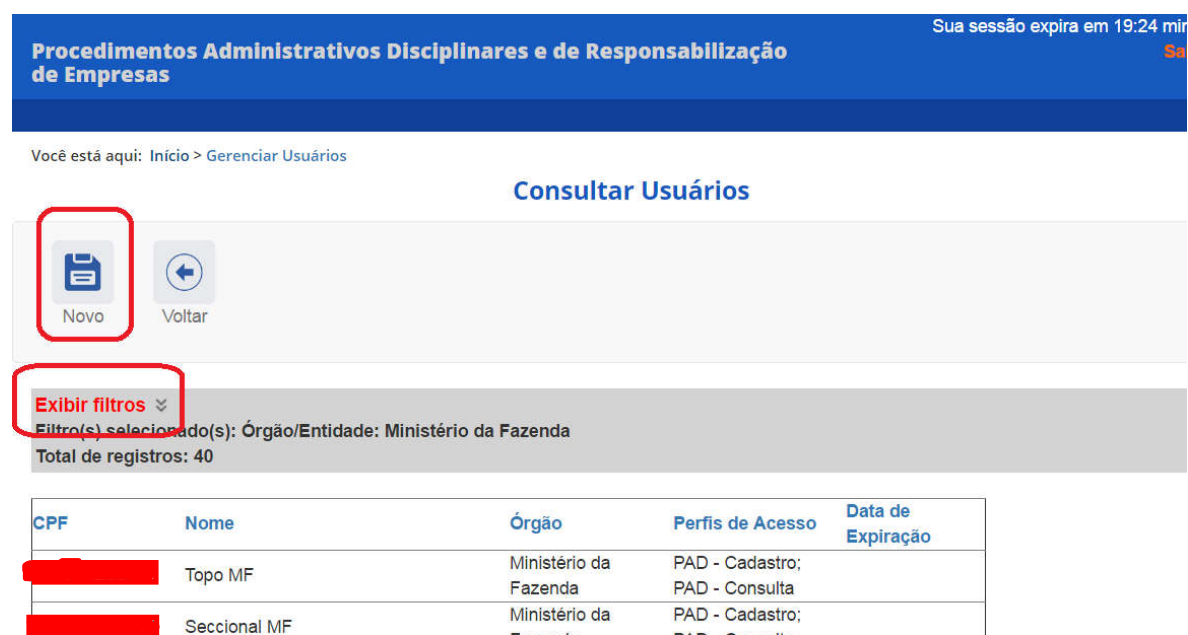 Sua sessão expira em 19:24 min
Procedimentos Administrativos Disciplinares e de Responsabilização
de Empresas
Você está aqui: Início > Gerenciar Usuários
Consultar Usuários
Novo
Voltar
Exibir filtros
Filtro(s) selecionado(s): Órgão/Entidade: Ministério da Fazenda
Total de registros: 40
CPF Nome Órgão Perfis de Acesso Data de
Expiração
Topo MF Ministério da PAD - Cadastro;
Fazenda PAD - Consulta
Seccional MF Ministério da PAD - Cadastro;